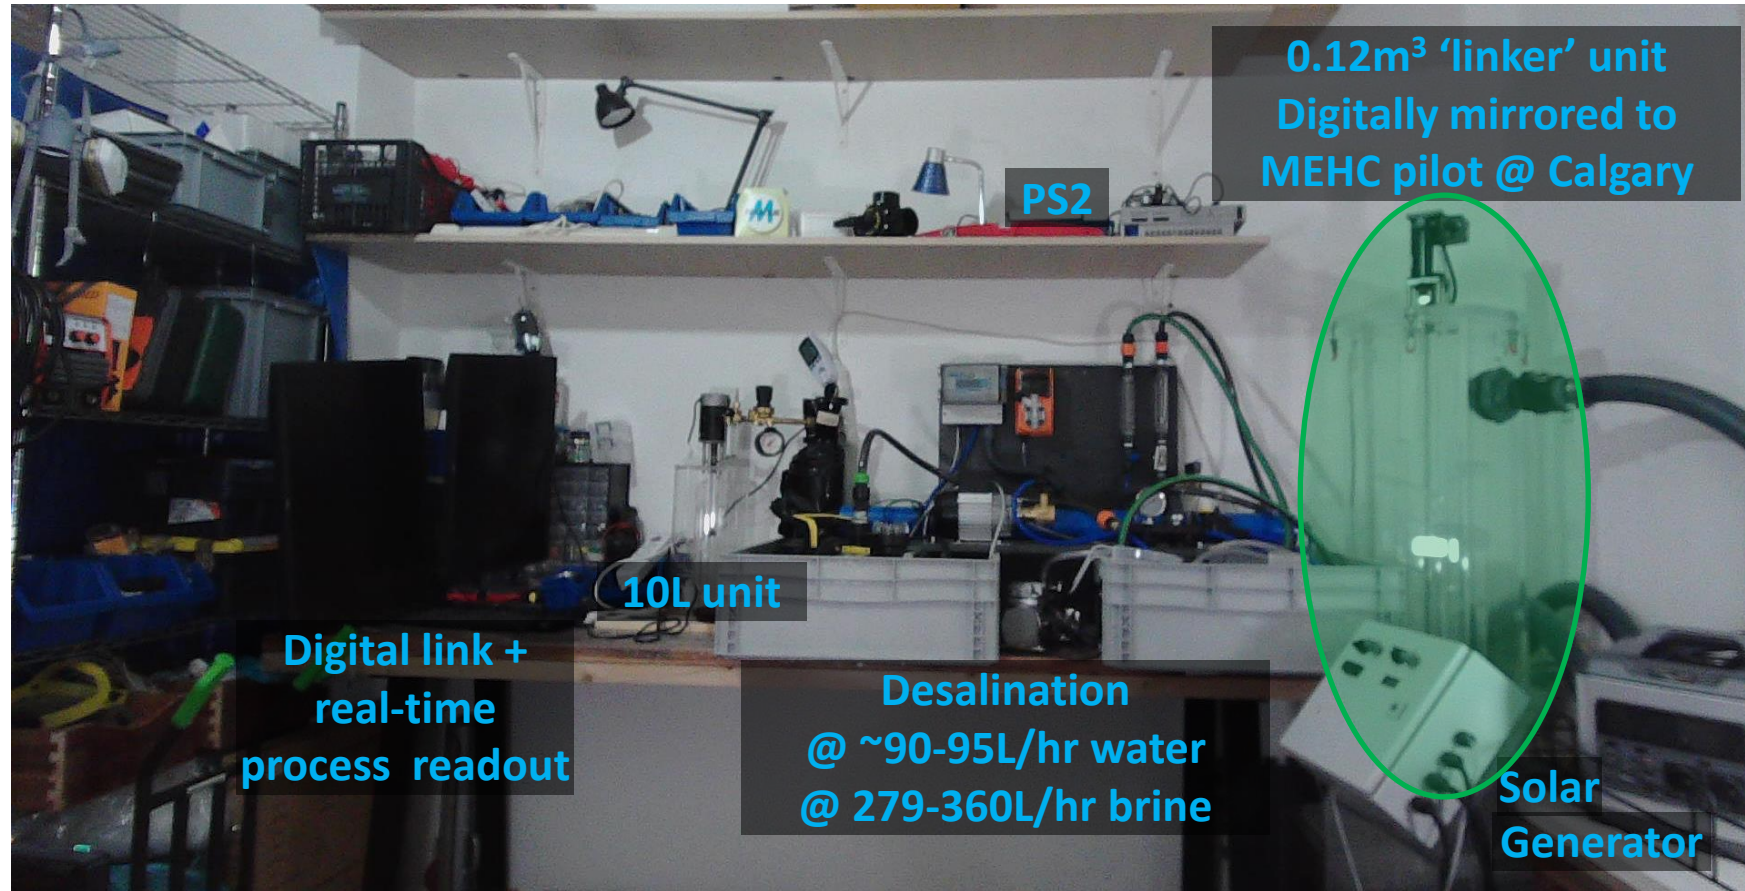 0.12m³ ‘linker’ unit
Digitally mirrored to
MEHC pilot @ Calgary
PS2
M
10L unit
Digital link +
real-time
process readout
Desalination
@ ~90-95L/hr water
@ 279-360L/hr brine
Solar
Generator